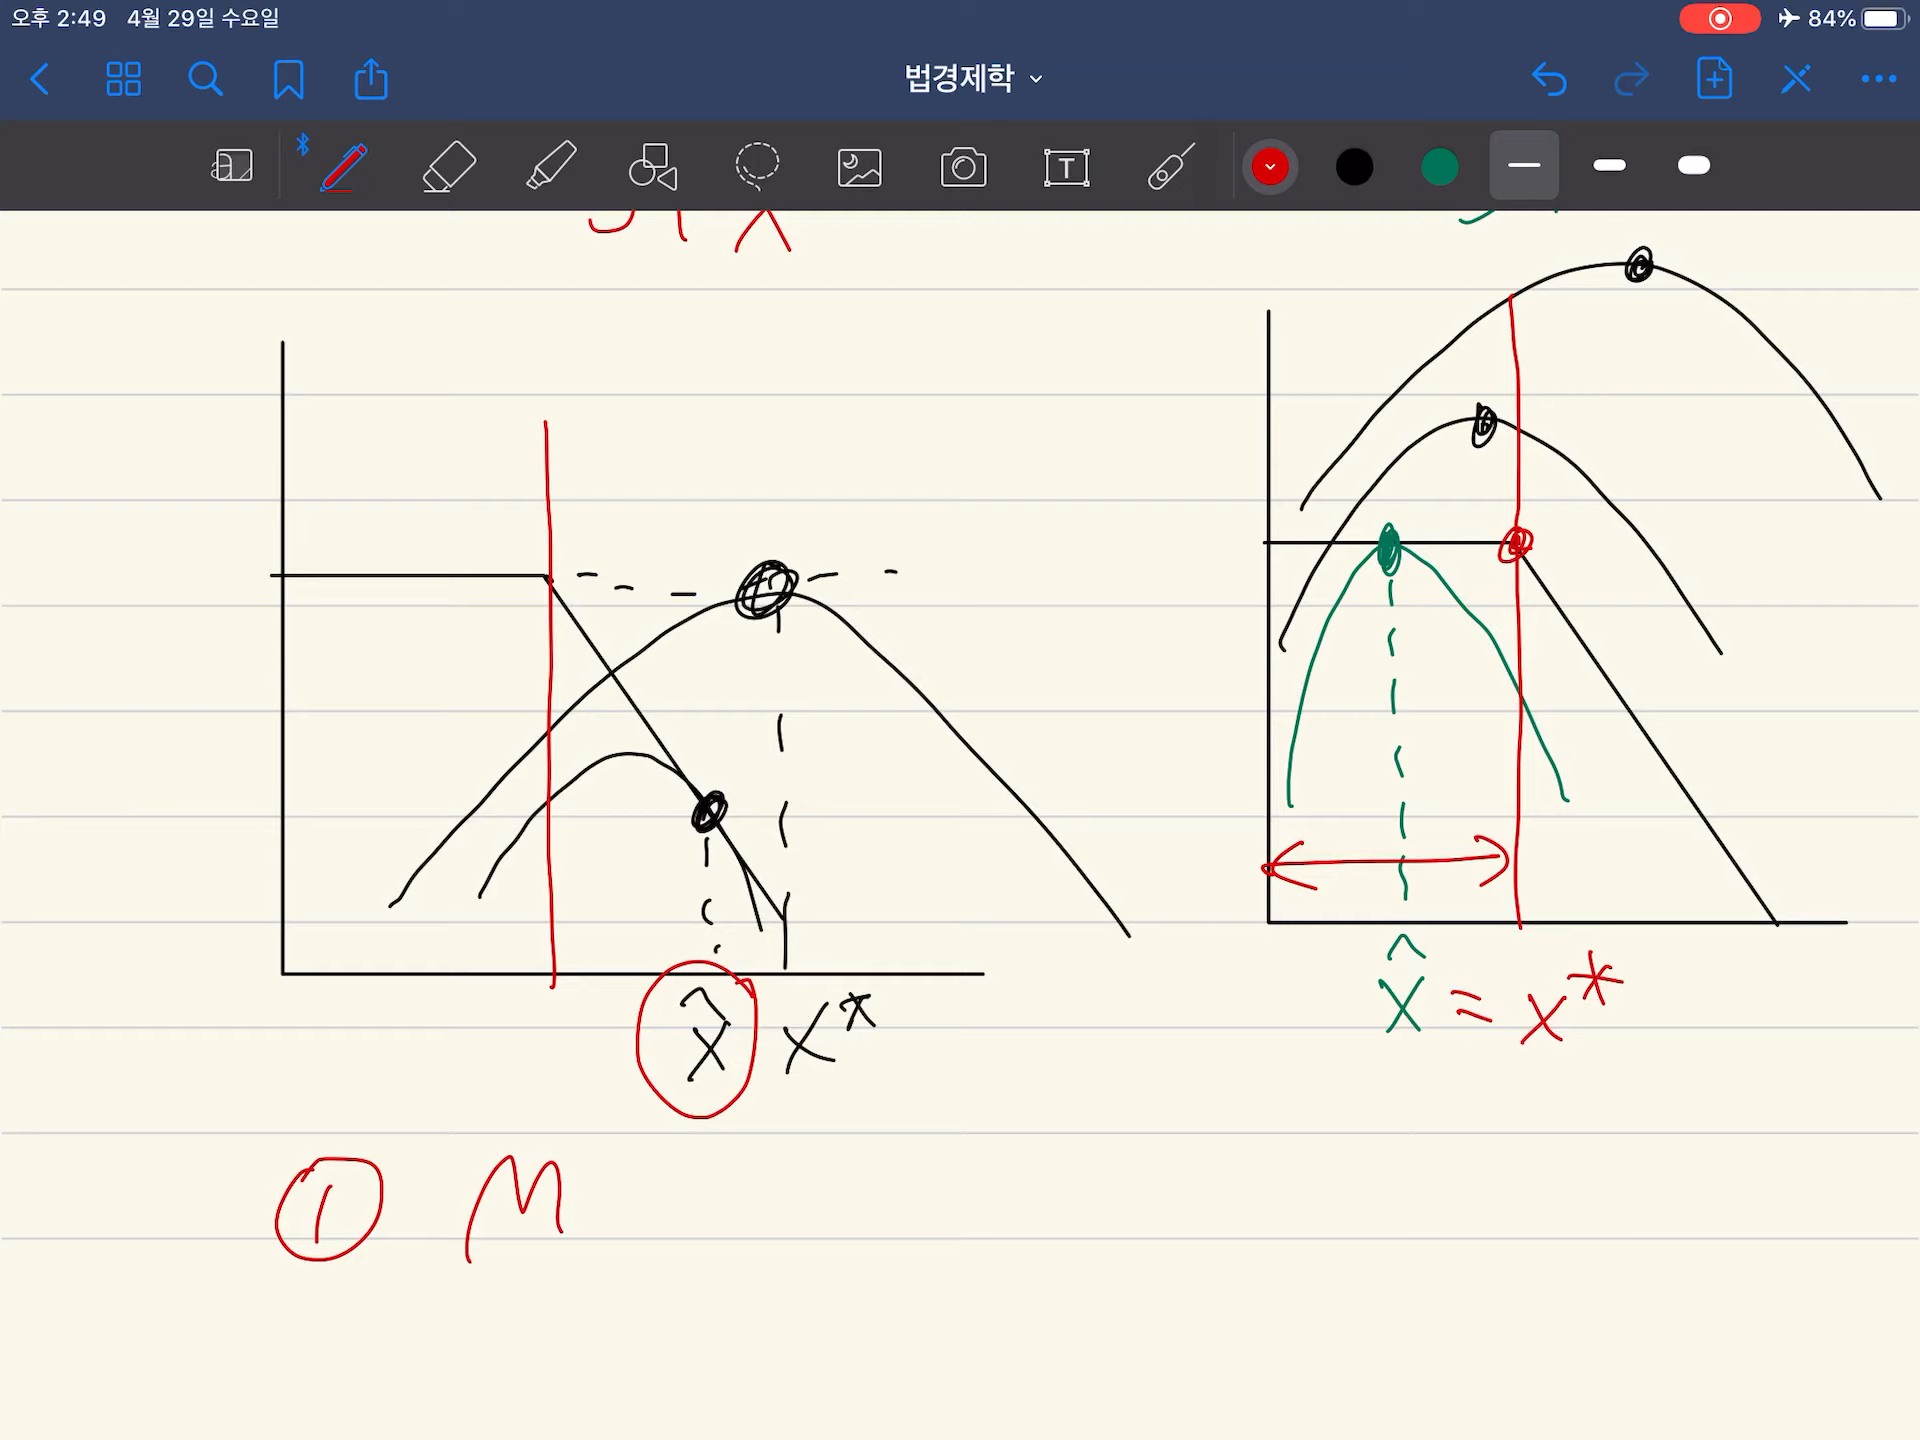 오후 2:49 4월 29일 수요일 84%
법경제학
x̂ x*
x̂ = x*
① M